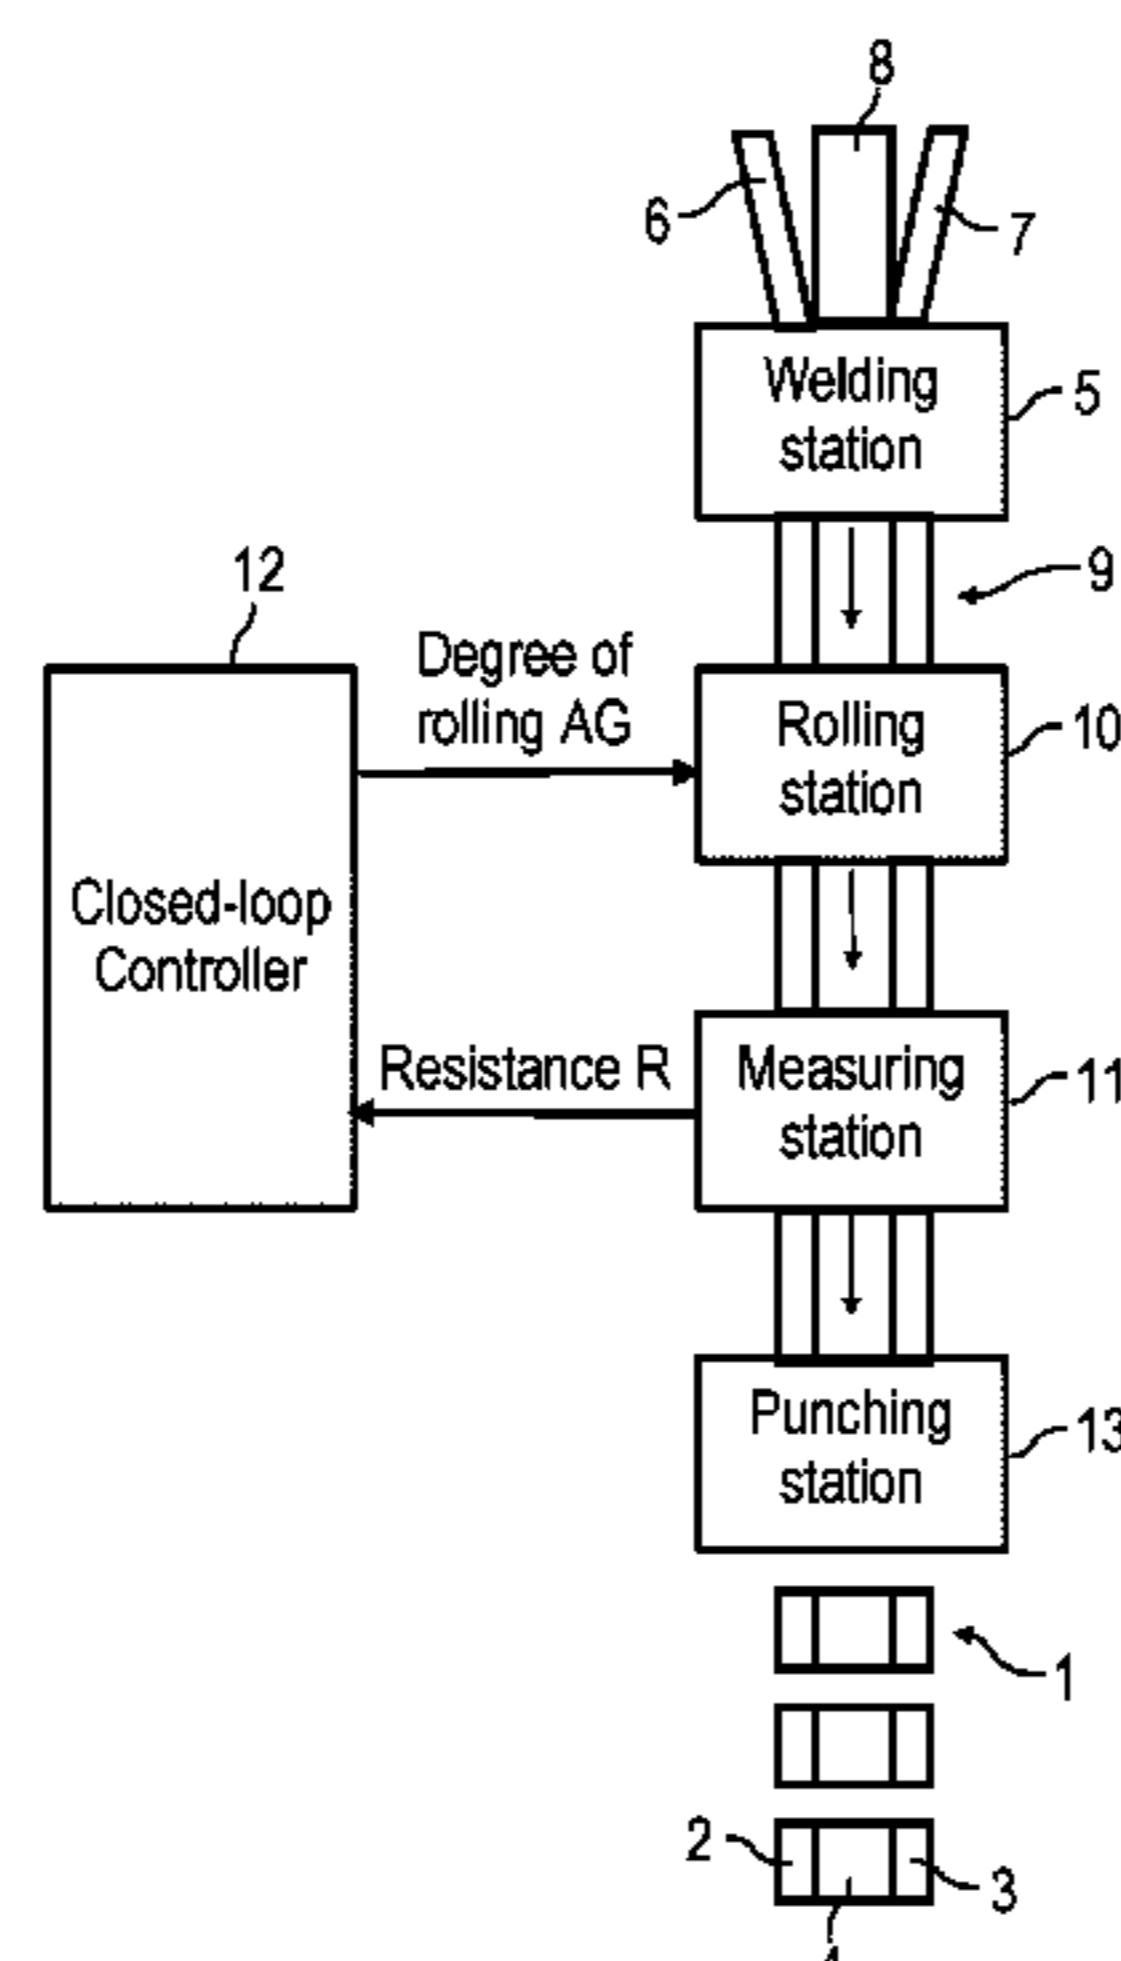 8
6
7
Welding
station
5
12
9
Degree of
rolling AG
Rolling
station
10
Closed-loop
Controller
Resistance R
Measuring
station
11
Punching
station
13
1
2
3